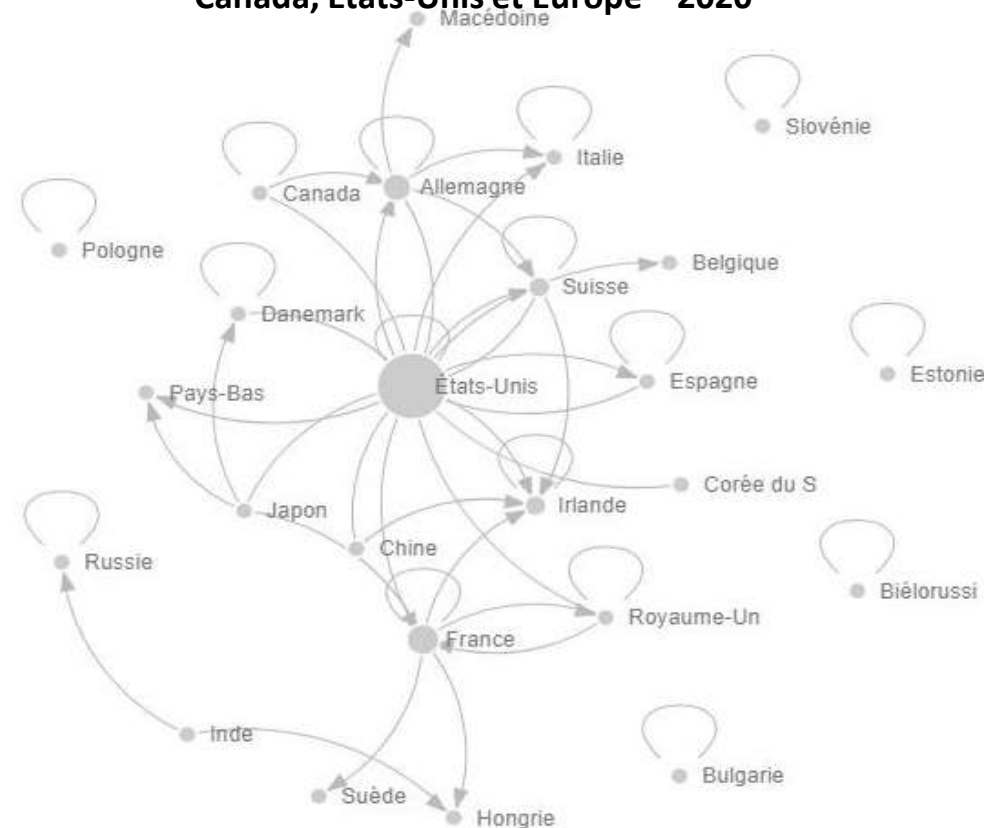 Canada, États-Unis et Europe – 2020
Macédoine
Slovénie
Italie
Allemagne
Canada
Pologne
Belgique
Suisse
Danemark
Estonie
Espagne
États-Unis
Pays-Bas
Corée du S
Irlande
Japon
Chine
Russie
Biélorussi
Royaume-Un
France
Inde
Bulgarie
Suède
Hongrie